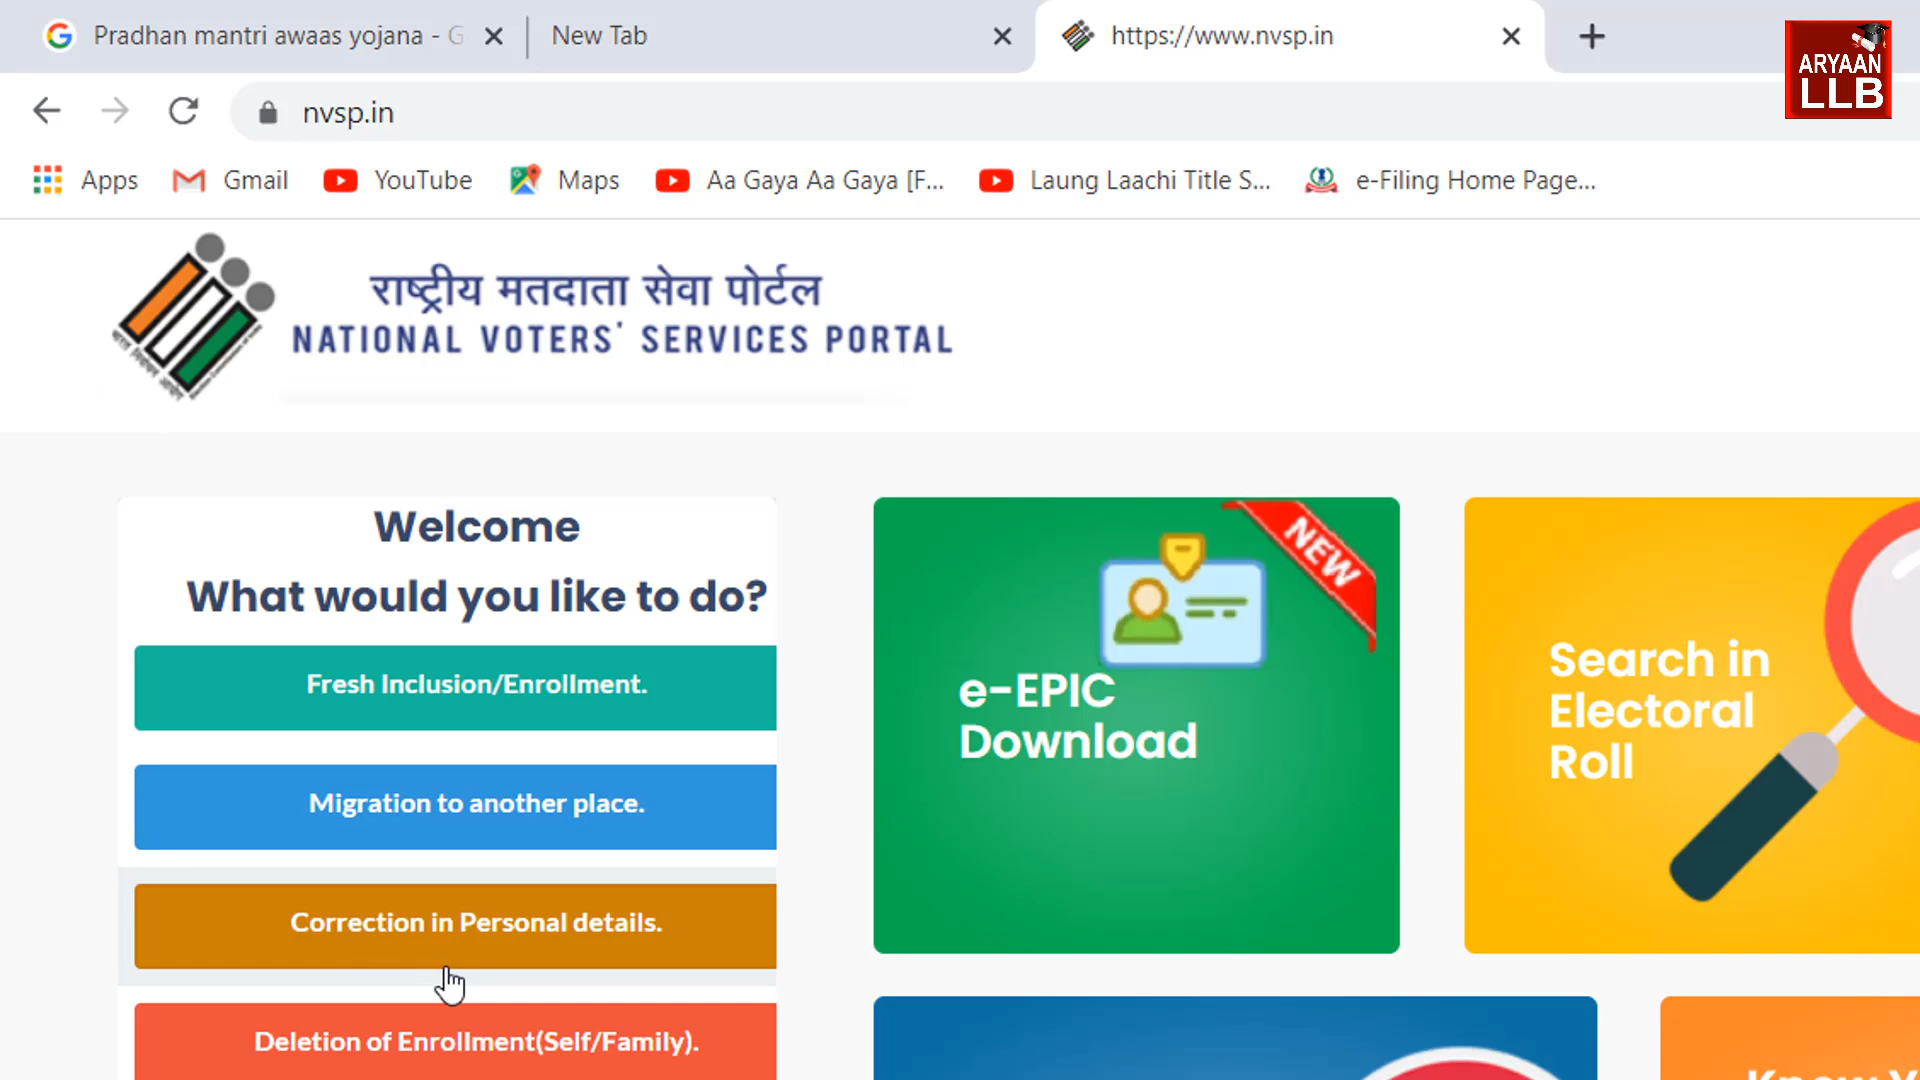 Pradhan mantri awaas yojana - G
New Tab
https://www.nvsp.in
ARYAAN
LLB
nvsp.in
Apps
Gmail
YouTube
Maps
Aa Gaya Aa Gaya [F...
Laung Laachi Title S...
e-Filing Home Page...
राष्ट्रीय मतदाता सेवा पोर्टल
NATIONAL VOTERS' SERVICES PORTAL
Welcome
What would you like to do?
Fresh Inclusion/Enrollment.
Migration to another place.
Correction in Personal details.
Deletion of Enrollment(Self/Family).
NEW
e-EPIC
Download
Search in
Electoral
Roll